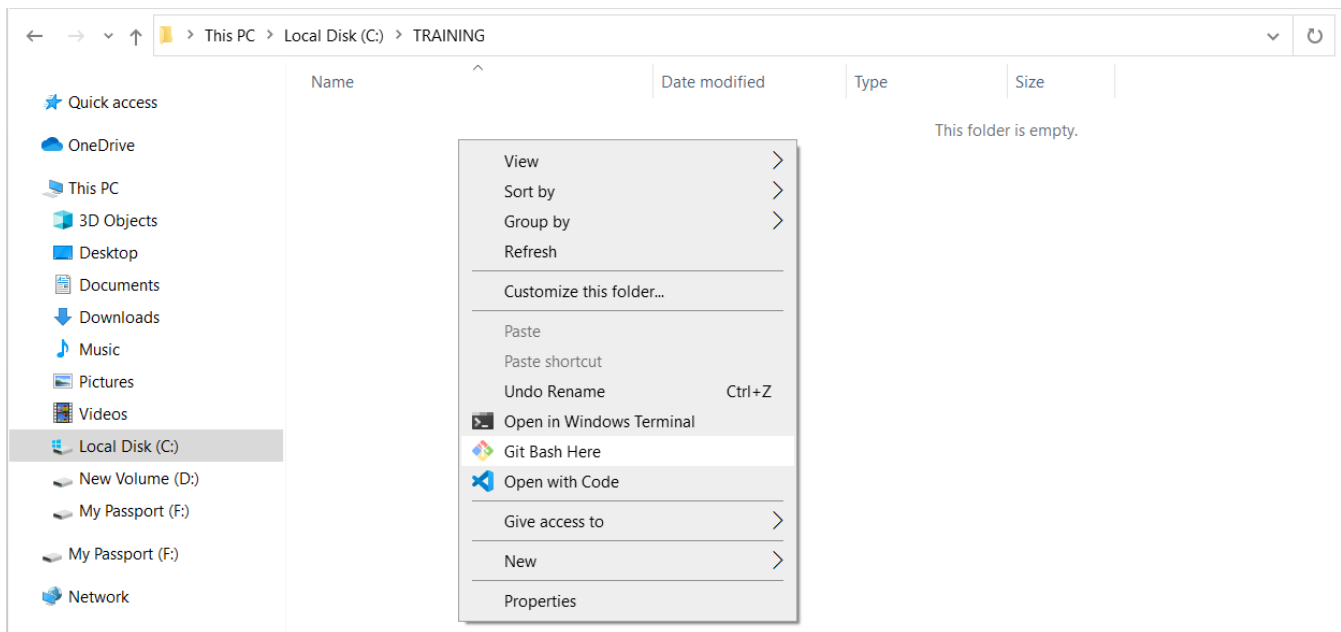 This PC > Local Disk (C:) > TRAINING
Name Date modified Type Size
This folder is empty.
Quick access
OneDrive
This PC
3D Objects
Desktop
Documents
Downloads
Music
Pictures
Videos
Local Disk (C:)
New Volume (D:)
My Passport (F:)
My Passport (F:)
Network
View
Sort by
Group by
Refresh
Customize this folder...
Paste
Paste shortcut
Undo Rename Ctrl+Z
Open in Windows Terminal
Git Bash Here
Open with Code
Give access to
New
Properties